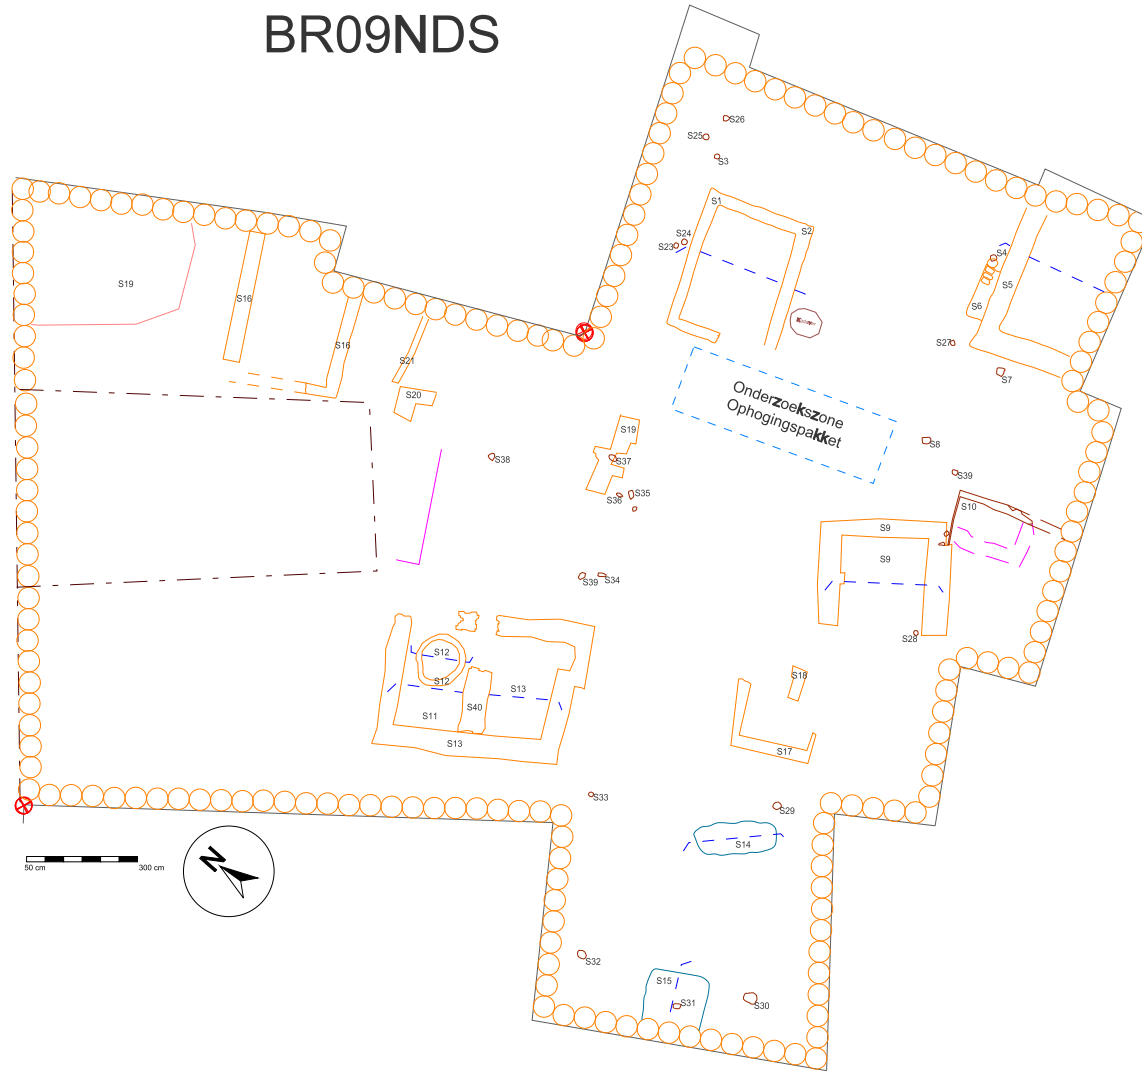 BR09NDS
S26
S25
S3
S1
S2
S24
S23
S4
S5
S6
S19
S16
S16
S21
S20
S27
S7
Onderzoekszone
Ophogingspakket
S19
S37
S38
S36
S35
S8
S39
S10
S9
S9
S39
S34
S28
S12
S12
S13
S11
S40
S13
S18
S17
S33
S29
S14
50 cm
300 cm
N
S32
S15
S31
S30